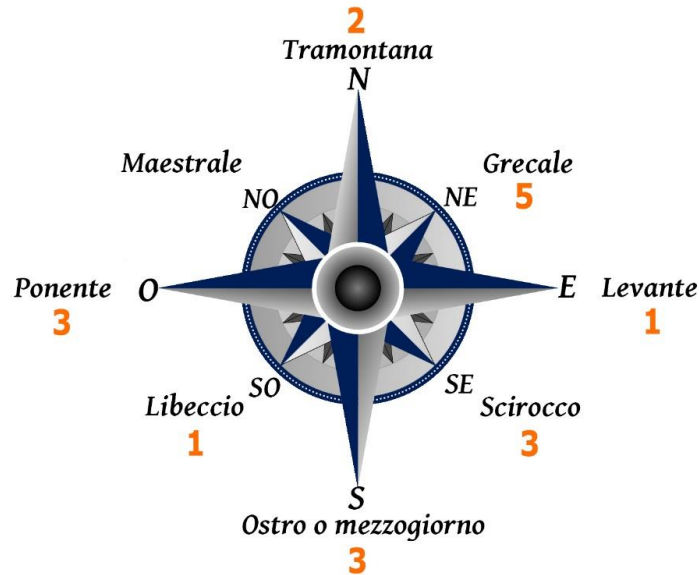 2
Tramontana
N
Maestrale
Grecale
NO
NE
5
Ponente
O
E
Levante
3
1
SO
SE
Libeccio
Scirocco
1
3
S
Ostro o mezzogiorno
3